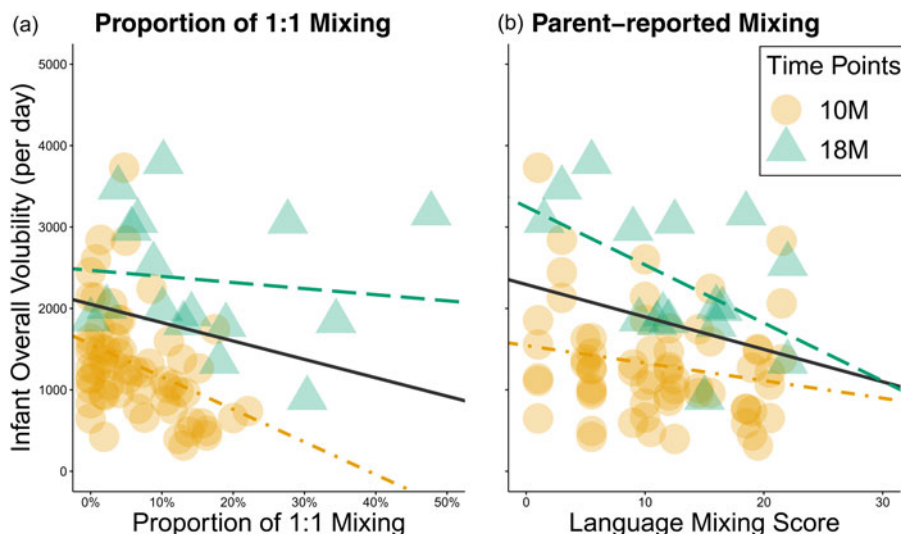 (a) Proportion of 1:1 Mixing
(b) Parent−reported Mixing
Infant Overall Volubility (per day)
5000
4000
3000
2000
1000
0
0% 10% 20% 30% 40% 50%
Proportion of 1:1 Mixing
Time Points
10M
18M
0 10 20 30
Language Mixing Score